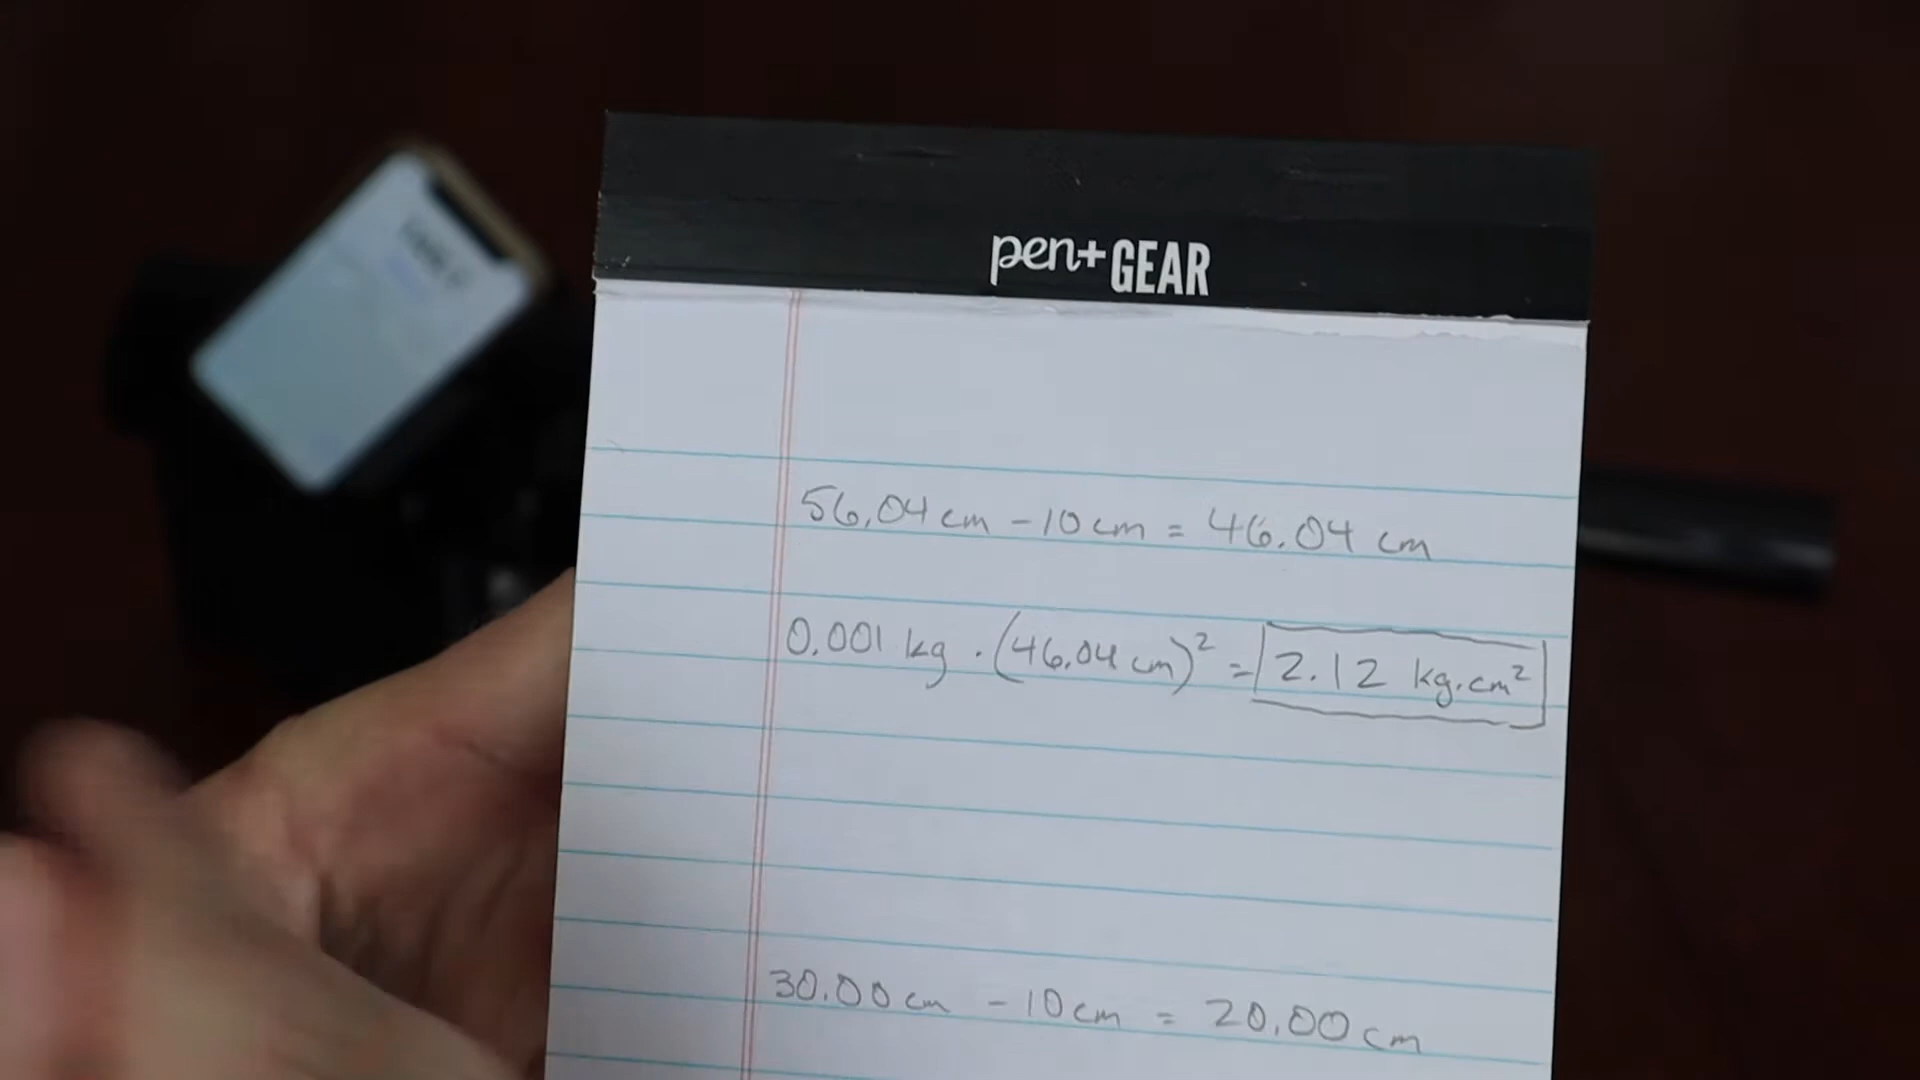 pen+GEAR
56.04 cm - 10 cm = 46.04 cm
0.001 kg · (46.04 cm)² = 2.12 kg.cm²
30.00 cm - 10 cm = 20.00 cm